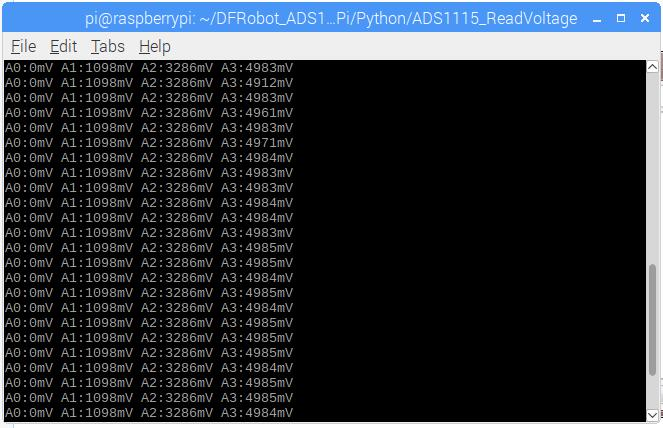 pi@raspberrypi: ~/DFRobot_ADS1...Pi/Python/ADS1115_ReadVoltage
File Edit Tabs Help
A0:0mV A1:1098mV A2:3286mV A3:4983mV
A0:0mV A1:1098mV A2:3286mV A3:4912mV
A0:0mV A1:1098mV A2:3286mV A3:4983mV
A0:0mV A1:1098mV A2:3286mV A3:4961mV
A0:0mV A1:1098mV A2:3286mV A3:4983mV
A0:0mV A1:1098mV A2:3286mV A3:4971mV
A0:0mV A1:1098mV A2:3286mV A3:4984mV
A0:0mV A1:1098mV A2:3286mV A3:4983mV
A0:0mV A1:1098mV A2:3286mV A3:4983mV
A0:0mV A1:1098mV A2:3286mV A3:4984mV
A0:0mV A1:1098mV A2:3286mV A3:4984mV
A0:0mV A1:1098mV A2:3286mV A3:4983mV
A0:0mV A1:1098mV A2:3286mV A3:4985mV
A0:0mV A1:1098mV A2:3286mV A3:4985mV
A0:0mV A1:1098mV A2:3286mV A3:4984mV
A0:0mV A1:1098mV A2:3286mV A3:4985mV
A0:0mV A1:1098mV A2:3286mV A3:4984mV
A0:0mV A1:1098mV A2:3286mV A3:4985mV
A0:0mV A1:1098mV A2:3286mV A3:4985mV
A0:0mV A1:1098mV A2:3286mV A3:4985mV
A0:0mV A1:1098mV A2:3286mV A3:4984mV
A0:0mV A1:1098mV A2:3286mV A3:4985mV
A0:0mV A1:1098mV A2:3286mV A3:4985mV
A0:0mV A1:1098mV A2:3286mV A3:4984mV